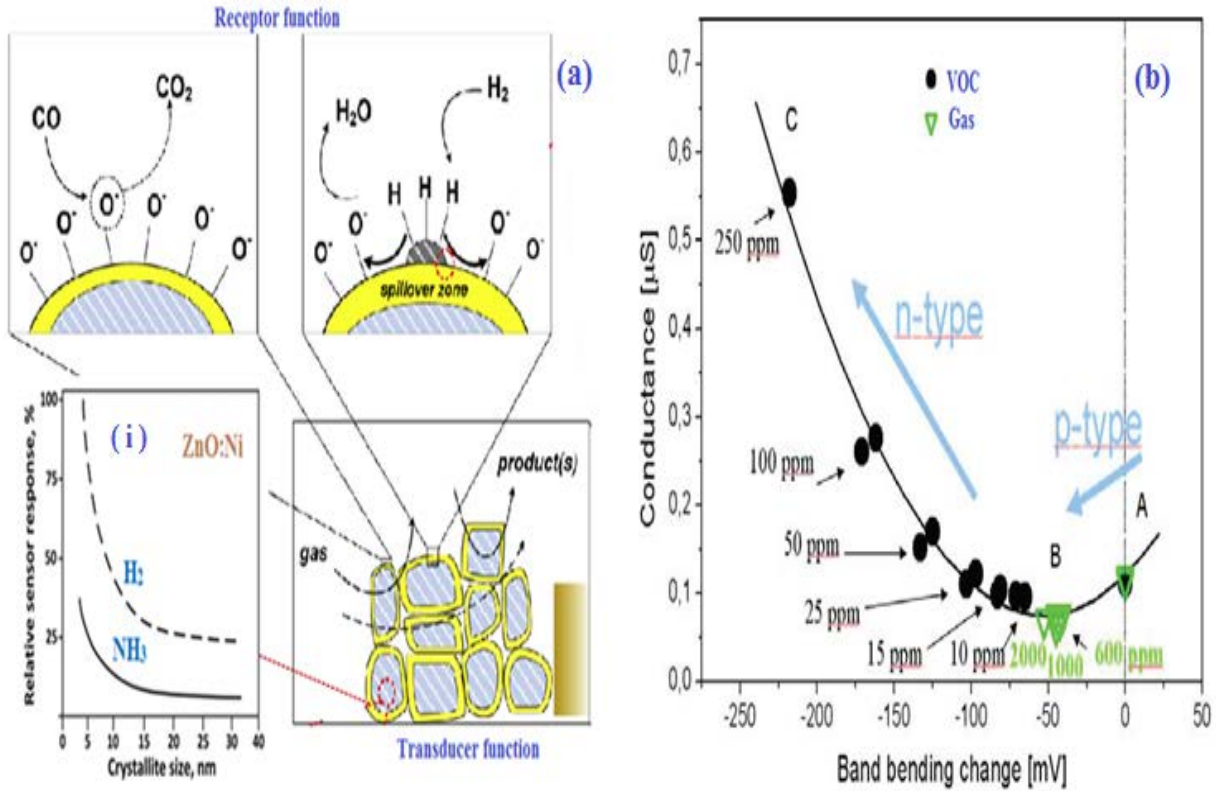 Receptor function
(a)
CO
CO2
O*
O*
O*
O*
O*
O*
O*
H2O
H2
H
H
H
O*
O*
O*
O*
spillover zone
(i)
ZnO:Ni
Relative sensor response, %
100
75
50
25
H2
NH3
0 5 10 15 20 25 30 40
Crystallite size, nm
gas
product(s)
Transducer function
(b)
VOC
Gas
Conductance [µS]
0,7
0,6
0,5
0,4
0,3
0,2
0,1
0,0
C
250 ppm
n-type
p-type
100 ppm
A
50 ppm
B
25 ppm
15 ppm
10 ppm
2000
1000
600 ppm
-250 -200 -150 -100 -50 0 50
Band bending change [mV]